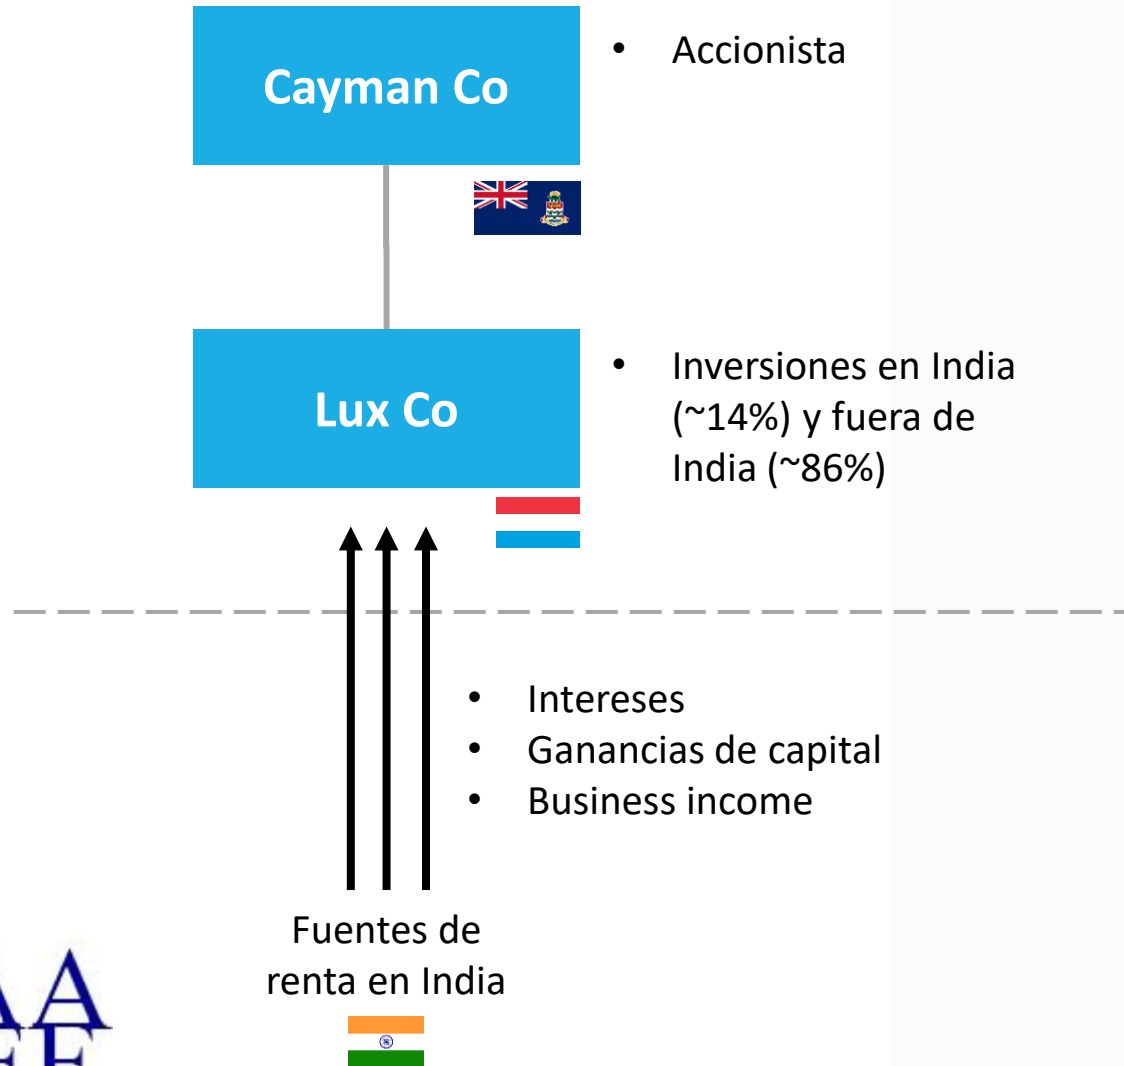 Cayman Co
• Accionista
Lux Co
• Inversiones en India
(~14%) y fuera de
India (~86%)
• Intereses
• Ganancias de capital
• Business income
Fuentes de
renta en India